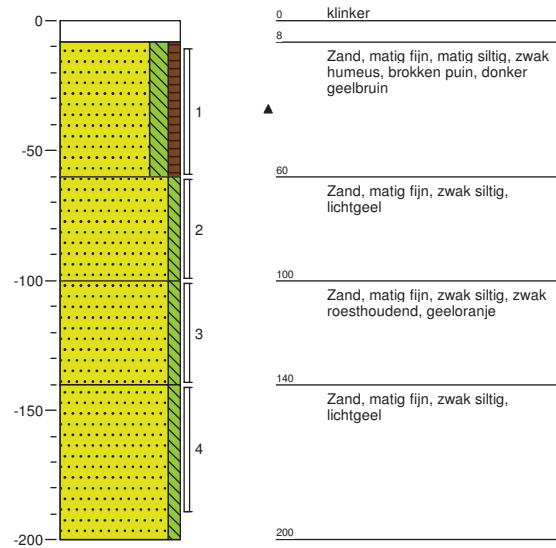 0
-50
-100
-150
-200
1
2
3
4
0
klinker
8
Zand, matig fijn, matig siltig, zwak
humeus, brokken puin, donker
geelbruin
60
Zand, matig fijn, zwak siltig,
lichtgeel
100
Zand, matig fijn, zwak siltig, zwak
roesthoudend, geeloranje
140
Zand, matig fijn, zwak siltig,
lichtgeel
200